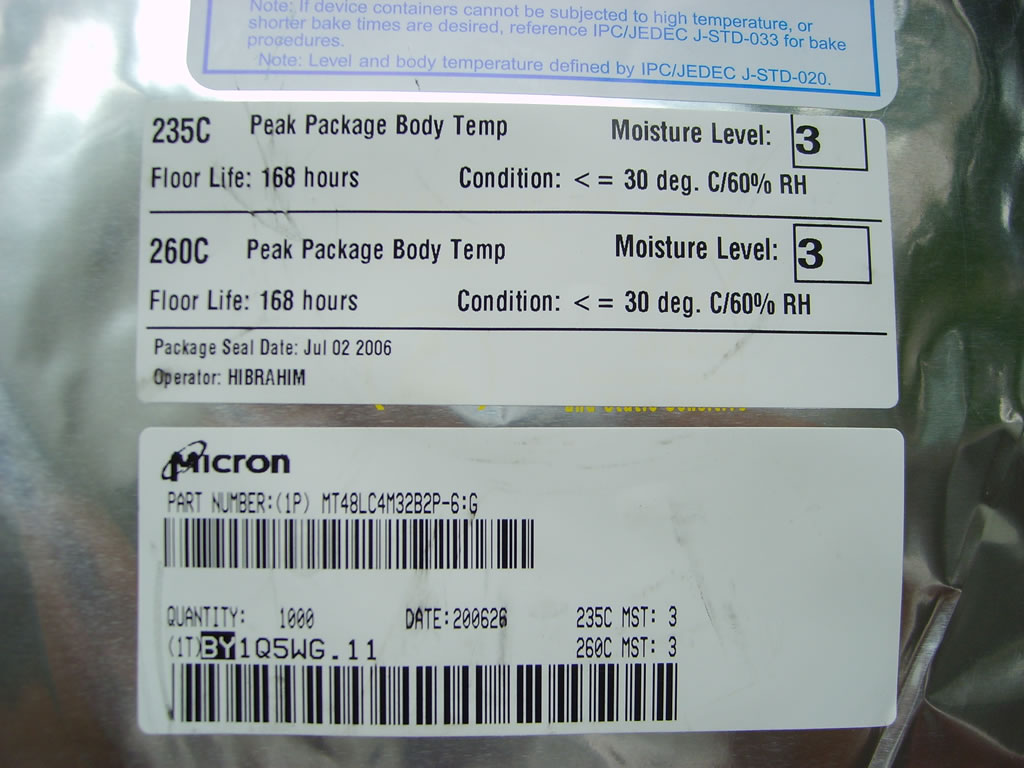 Note: If device containers cannot be subjected to high temperature, or
shorter bake times are desired, reference IPC/JEDEC J-STD-033 for bake
procedures.
Note: Level and body temperature defined by IPC/JEDEC J-STD-020.
235C Peak Package Body Temp Moisture Level: 3
Floor Life: 168 hours Condition: < = 30 deg. C/60% RH
260C Peak Package Body Temp Moisture Level: 3
Floor Life: 168 hours Condition: < = 30 deg. C/60% RH
Package Seal Date: Jul 02 2006
Operator: HIBRAHIM
and Static Sensitive
Micron
PART NUMBER:(1P) MT48LC4M32B2P-6:G
QUANTITY: 1000 DATE:200626 235C MST: 3
(1T)BY1Q5WG.11 260C MST: 3